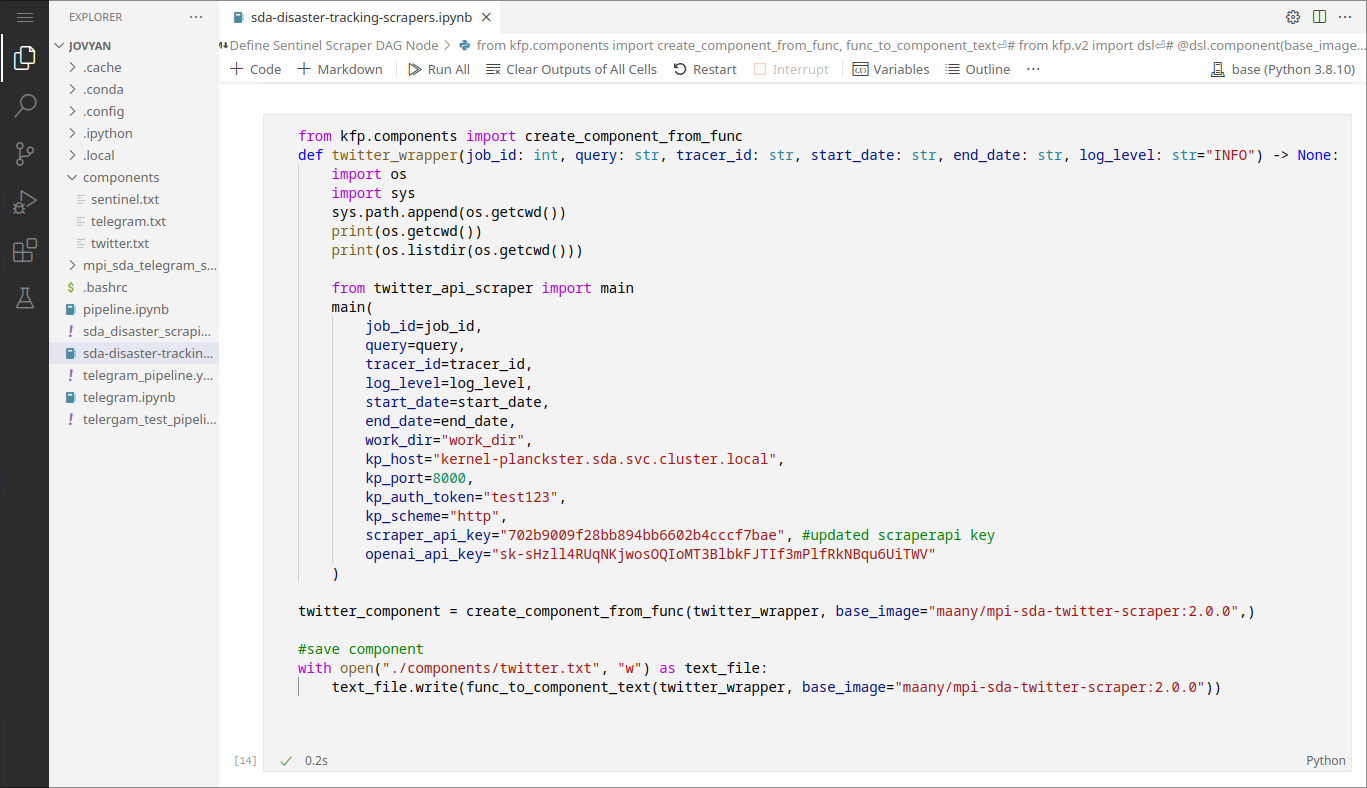 EXPLORER
sda-disaster-tracking-scrapers.ipynb
JOVYAN
Define Sentinel Scraper DAG Node > from kfp.components import create_component_from_func, func_to_component_text⏎# from kfp.v2 import dsl⏎# @dsl.component(base_image...
.cache
.conda
.config
.ipython
.local
components
sentinel.txt
telegram.txt
twitter.txt
mpi_sda_telegram_s...
.bashrc
pipeline.ipynb
sda_disaster_scrapi...
sda-disaster-trackin...
telegram_pipeline.y...
telegram.ipynb
telergam_test_pipeli...
+ Code + Markdown Run All Clear Outputs of All Cells Restart Interrupt Variables Outline ... base (Python 3.8.10)
from kfp.components import create_component_from_func
def twitter_wrapper(job_id: int, query: str, tracer_id: str, start_date: str, end_date: str, log_level: str="INFO") -> None:
    import os
    import sys
    sys.path.append(os.getcwd())
    print(os.getcwd())
    print(os.listdir(os.getcwd()))
    from twitter_api_scraper import main
    main(
        job_id=job_id,
        query=query,
        tracer_id=tracer_id,
        log_level=log_level,
        start_date=start_date,
        end_date=end_date,
        work_dir="work_dir",
        kp_host="kernel-planckster.sda.svc.cluster.local",
        kp_port=8000,
        kp_auth_token="test123",
        kp_scheme="http",
        scraper_api_key="702b9009f28bb894bb6602b4cccf7bae", #updated scraperapi key
        openai_api_key="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"
    )
twitter_component = create_component_from_func(twitter_wrapper, base_image="maany/mpi-sda-twitter-scraper:2.0.0",)
#save component
with open("./components/twitter.txt", "w") as text_file:
    text_file.write(func_to_component_text(twitter_wrapper, base_image="maany/mpi-sda-twitter-scraper:2.0.0"))
[14] ✓ 0.2s Python